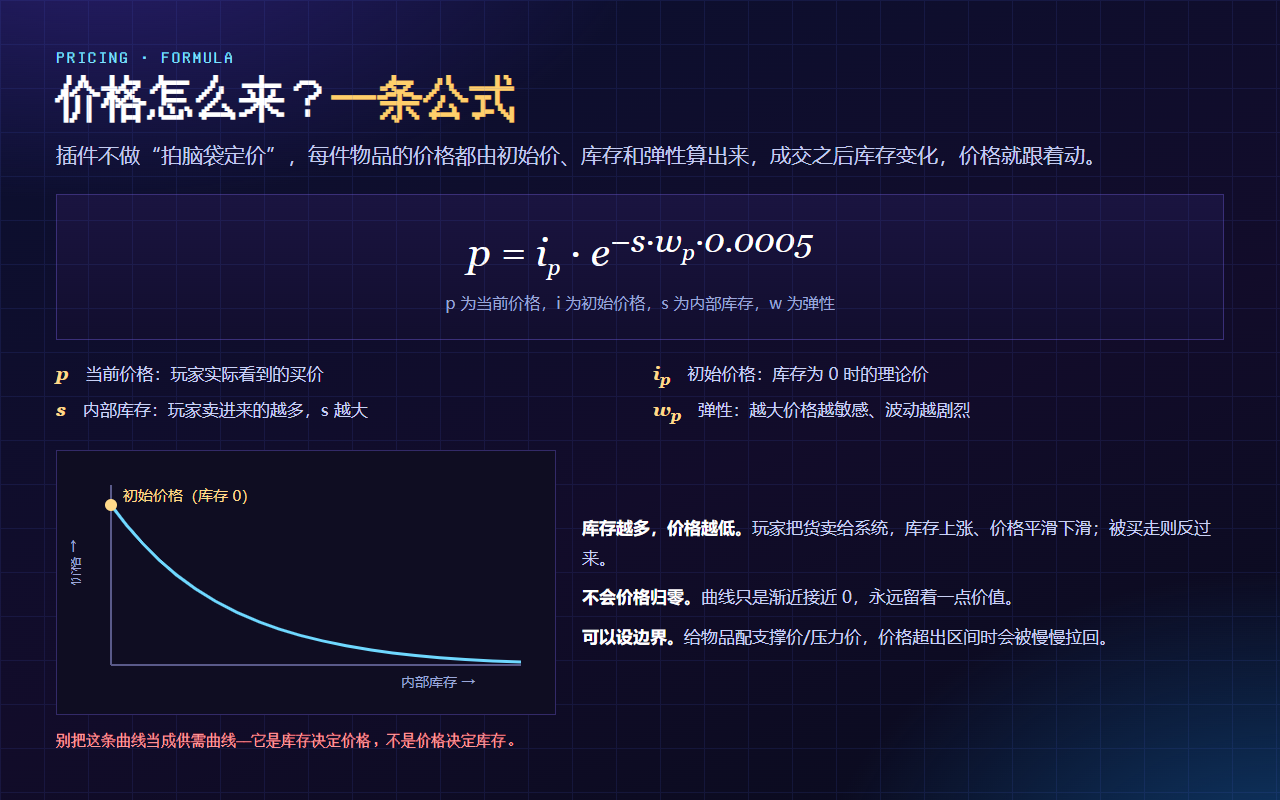 PRICING · FORMULA
价格怎么来？一条公式
插件不做“拍脑袋定价”，每件物品的价格都由初始价、库存和弹性算出来，成交之后库存变化，价格就跟着动。
p = i_p · e^{−s·w_p·0.0005}
p 为当前价格，i 为初始价格，s 为内部库存，w 为弹性
p 当前价格：玩家实际看到的买价
i_p 初始价格：库存为 0 时的理论价
s 内部库存：玩家卖进来的越多，s 越大
w_p 弹性：越大价格越敏感、波动越剧烈
初始价格（库存 0）
价格 →
内部库存 →
库存越多，价格越低。玩家把货卖给系统，库存上涨、价格平滑下滑；被买走则反过
来。
不会价格归零。曲线只是渐近接近 0，永远留着一点价值。
可以设边界。给物品配支撑价/压力价，价格超出区间时会被慢慢拉回。
别把这条曲线当成供需曲线—它是库存决定价格，不是价格决定库存。